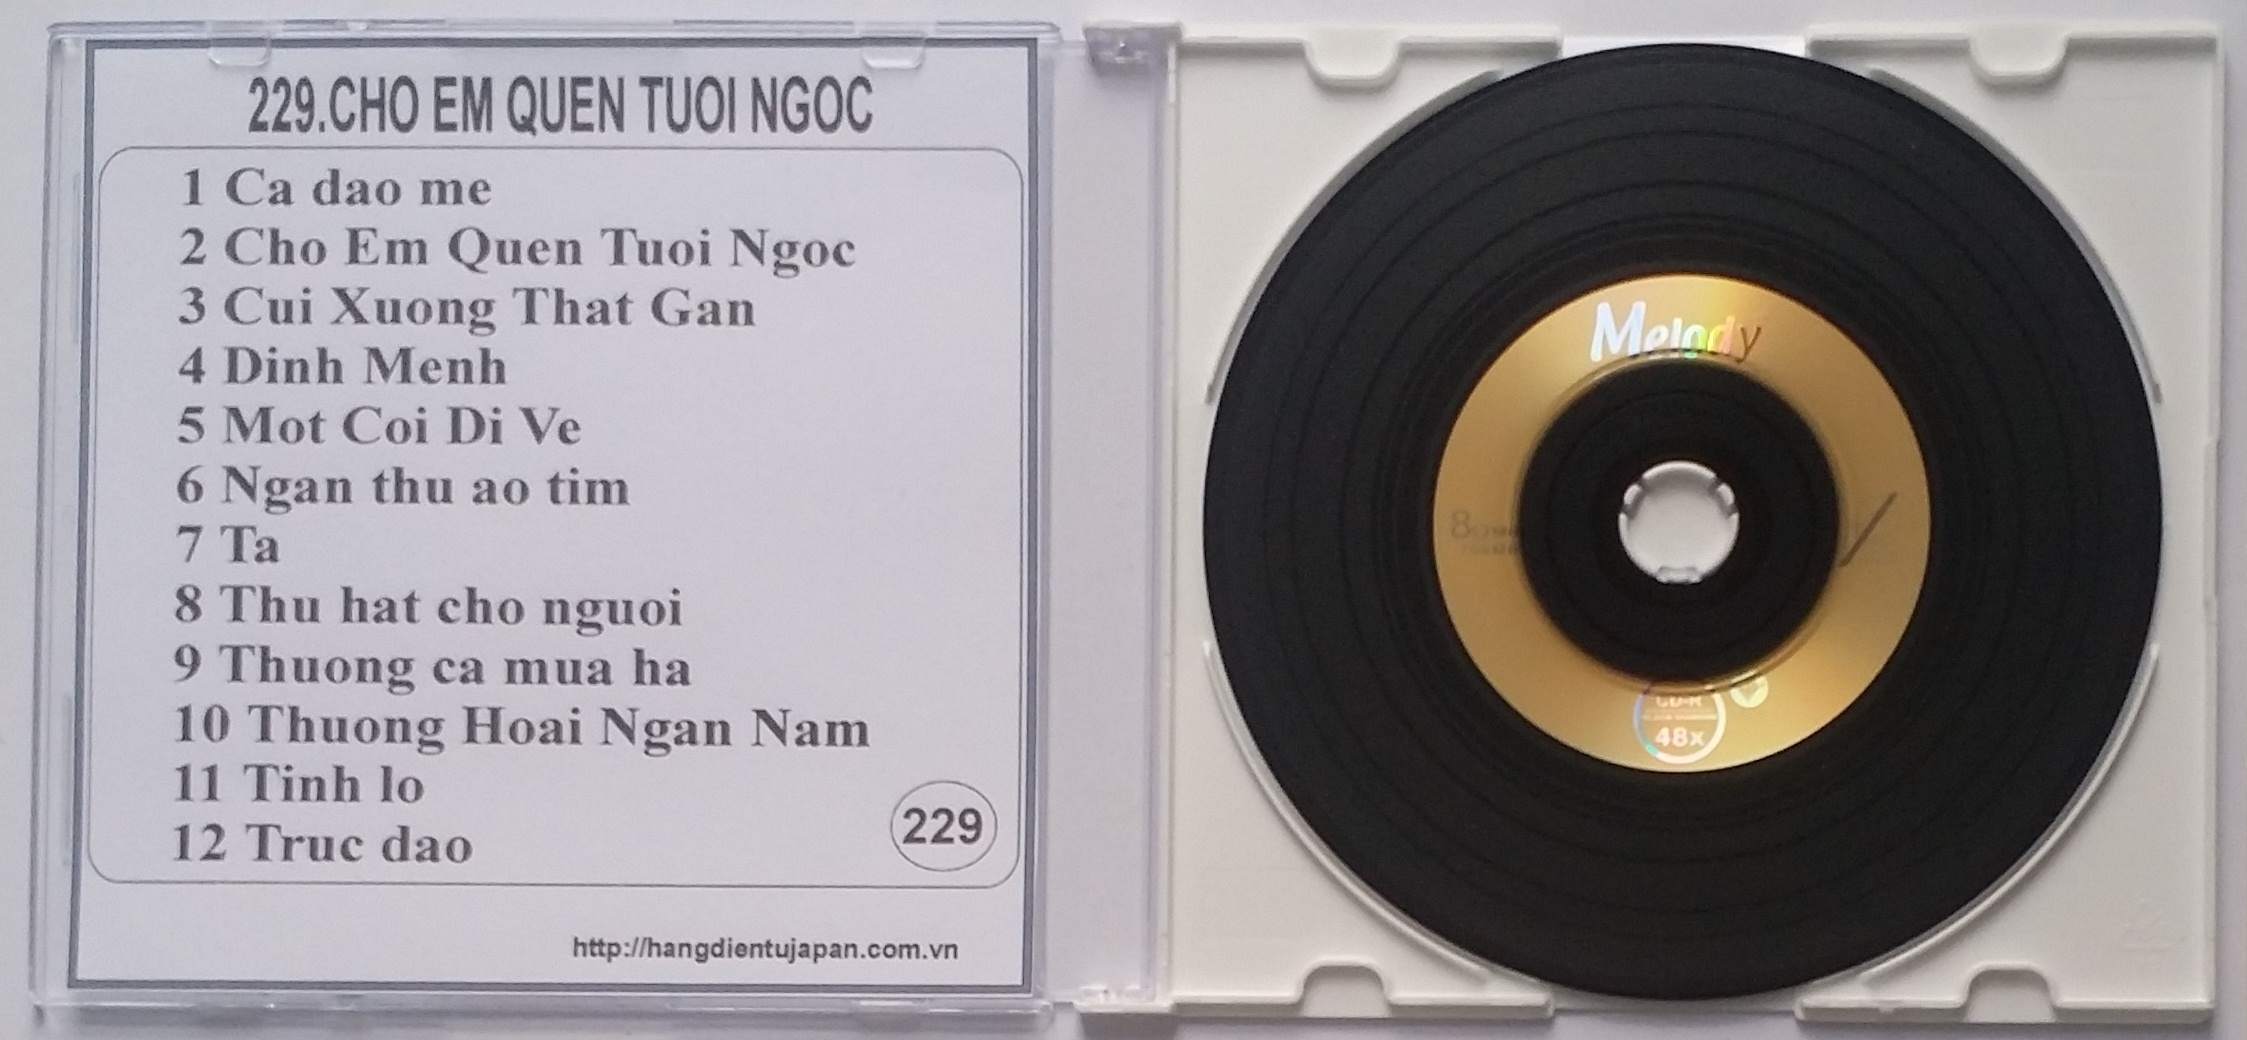 229.CHO EM QUEN TUOI NGOC
1 Ca dao me
2 Cho Em Quen Tuoi Ngoc
3 Cui Xuong That Gan
4 Dinh Menh
5 Mot Coi Di Ve
6 Ngan thu ao tim
7 Ta
8 Thu hat cho nguoi
9 Thuong ca mua ha
10 Thuong Hoai Ngan Nam
11 Tinh lo
12 Truc dao
229
http://hangdientujapan.com.vn
Melody
CD-R
48x